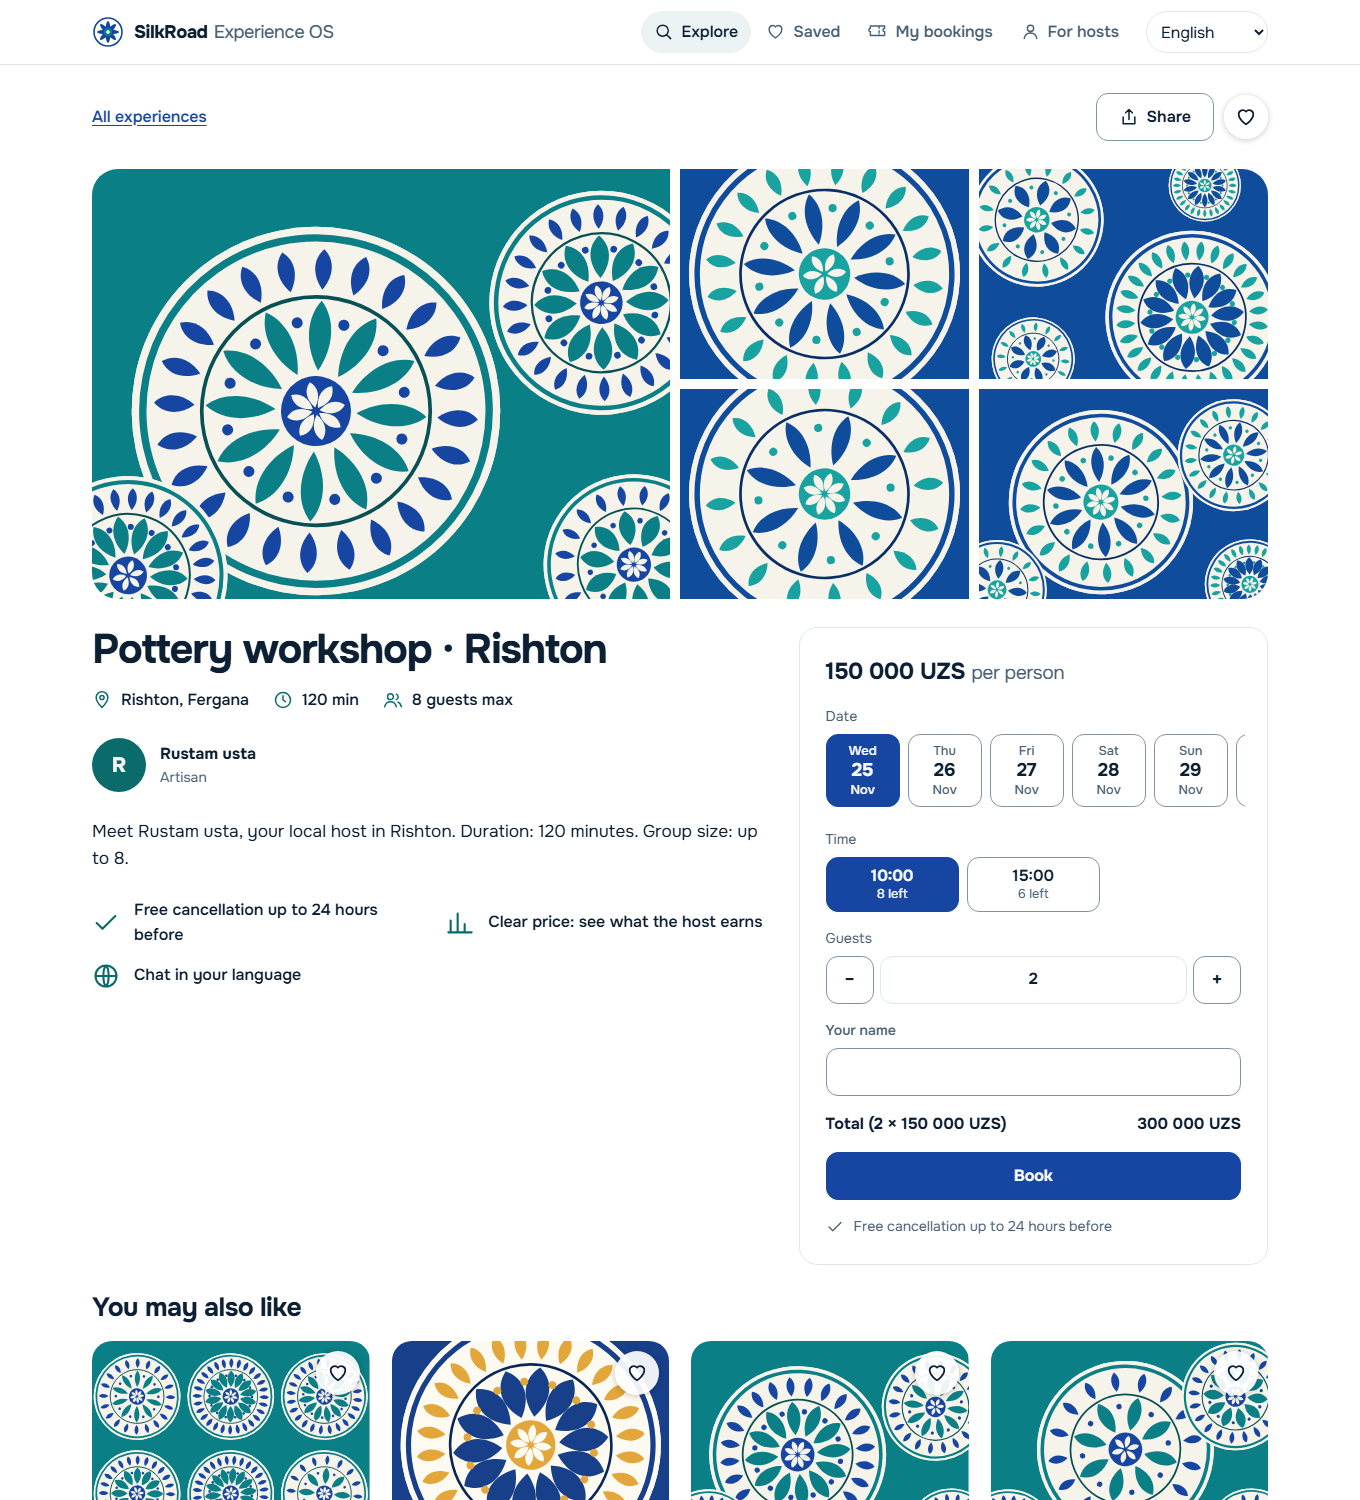 SilkRoad Experience OS
Explore
Saved
My bookings
For hosts
English
All experiences
Share
Pottery workshop · Rishton
Rishton, Fergana
120 min
8 guests max
R
Rustam usta
Artisan
Meet Rustam usta, your local host in Rishton. Duration: 120 minutes. Group size: up
to 8.
Free cancellation up to 24 hours
before
Clear price: see what the host earns
Chat in your language
150 000 UZS per person
Date
Wed
25
Nov
Thu
26
Nov
Fri
27
Nov
Sat
28
Nov
Sun
29
Nov
Time
10:00
8 left
15:00
6 left
Guests
−
2
+
Your name
Total (2 × 150 000 UZS)
300 000 UZS
Book
Free cancellation up to 24 hours before
You may also like